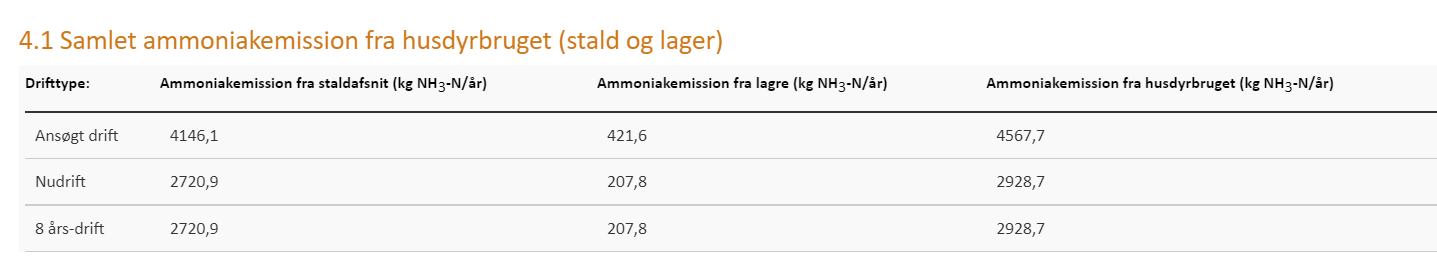 4.1 Samlet ammoniakemission fra husdyrbruget (stald og lager)
Drifttype: Ammoniakemission fra staldafsnit (kg NH3-N/år) Ammoniakemission fra lagre (kg NH3-N/år) Ammoniakemission fra husdyrbruget (kg NH3-N/år)
Ansøgt drift 4146,1 421,6 4567,7
Nudrift 2720,9 207,8 2928,7
8 års-drift 2720,9 207,8 2928,7